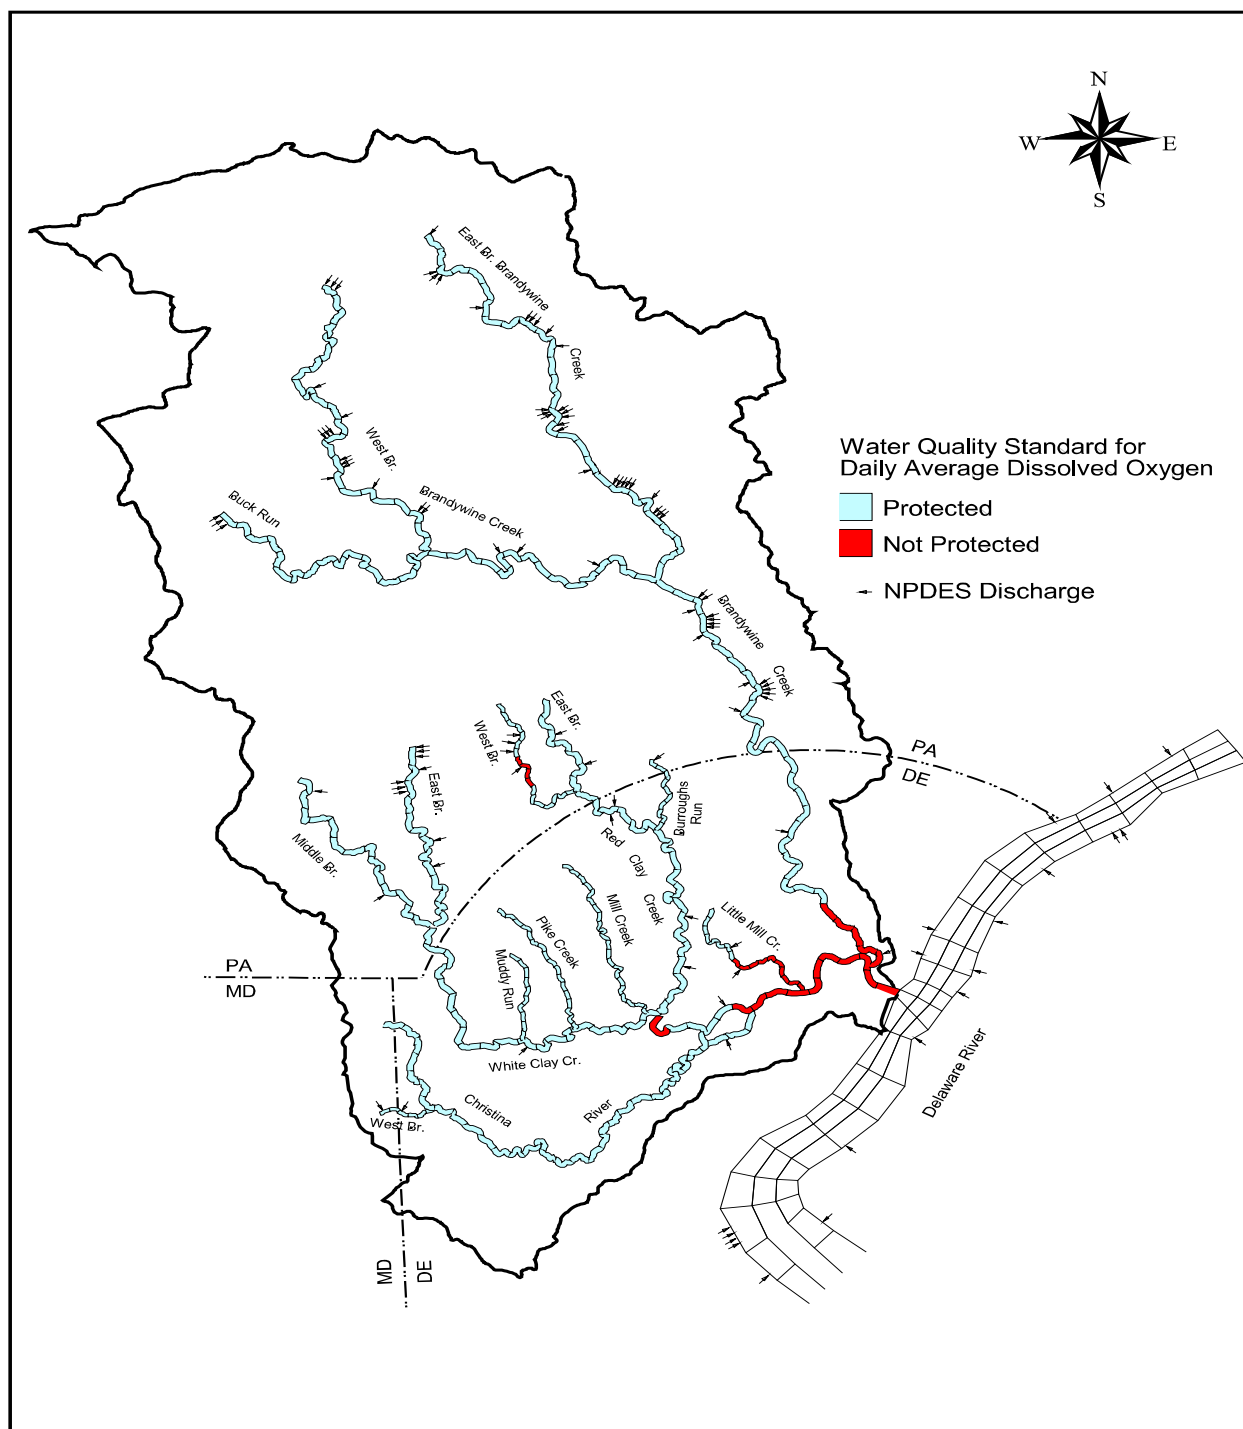 N
W
E
S
East Br. Brandywine
Creek
West Br.
Brandywine Creek
Buck Run
Water Quality Standard for
Daily Average Dissolved Oxygen
Protected
Not Protected
NPDES Discharge
Brandywine
Creek
East Br.
West Br.
PA
DE
East Br.
Middle Br.
Burroughs
Run
Red
Clay
Creek
Mill Creek
Little Mill Cr.
Pike Creek
Muddy Run
PA
MD
White Clay Cr.
Christina
River
West Br.
Delaware River
MD
DE